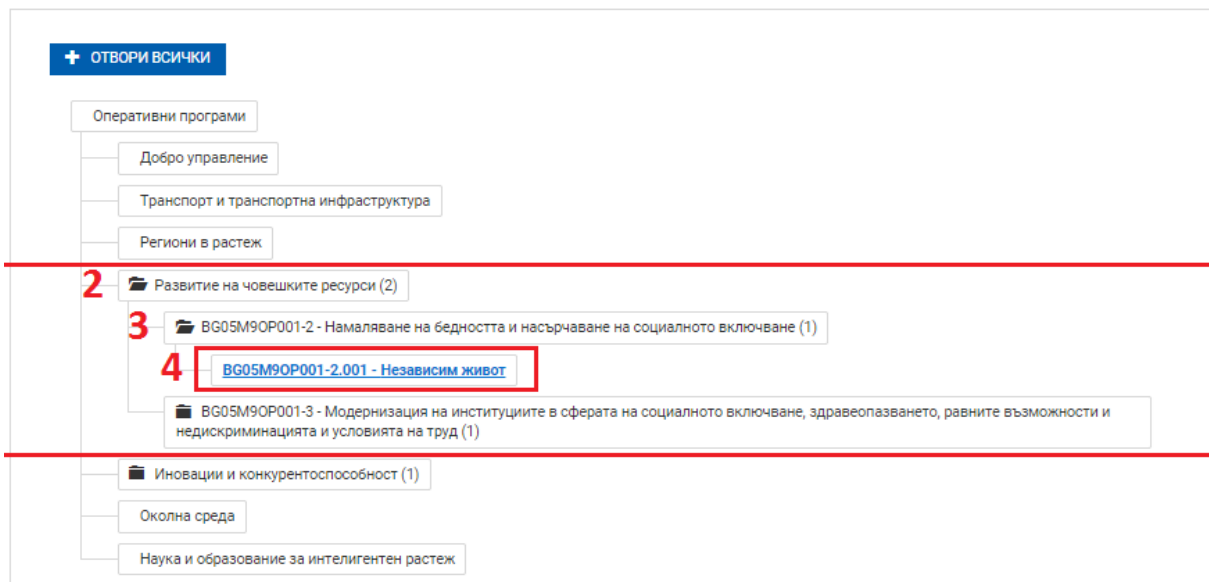 + ОТВОРИ ВСИЧКИ
Оперативни програми
Добро управление
Транспорт и транспортна инфраструктура
Региони в растеж
2 Развитие на човешките ресурси (2)
3 BG05M9OP001-2 - Намаляване на бедността и насърчаване на социалното включване (1)
4 BG05M9OP001-2.001 - Независим живот
BG05M9OP001-3 - Модернизация на институциите в сферата на социалното включване, здравеопазването, равните възможности и
недискриминацията и условията на труд (1)
Иновации и конкурентоспособност (1)
Околна среда
Наука и образование за интелигентен растеж